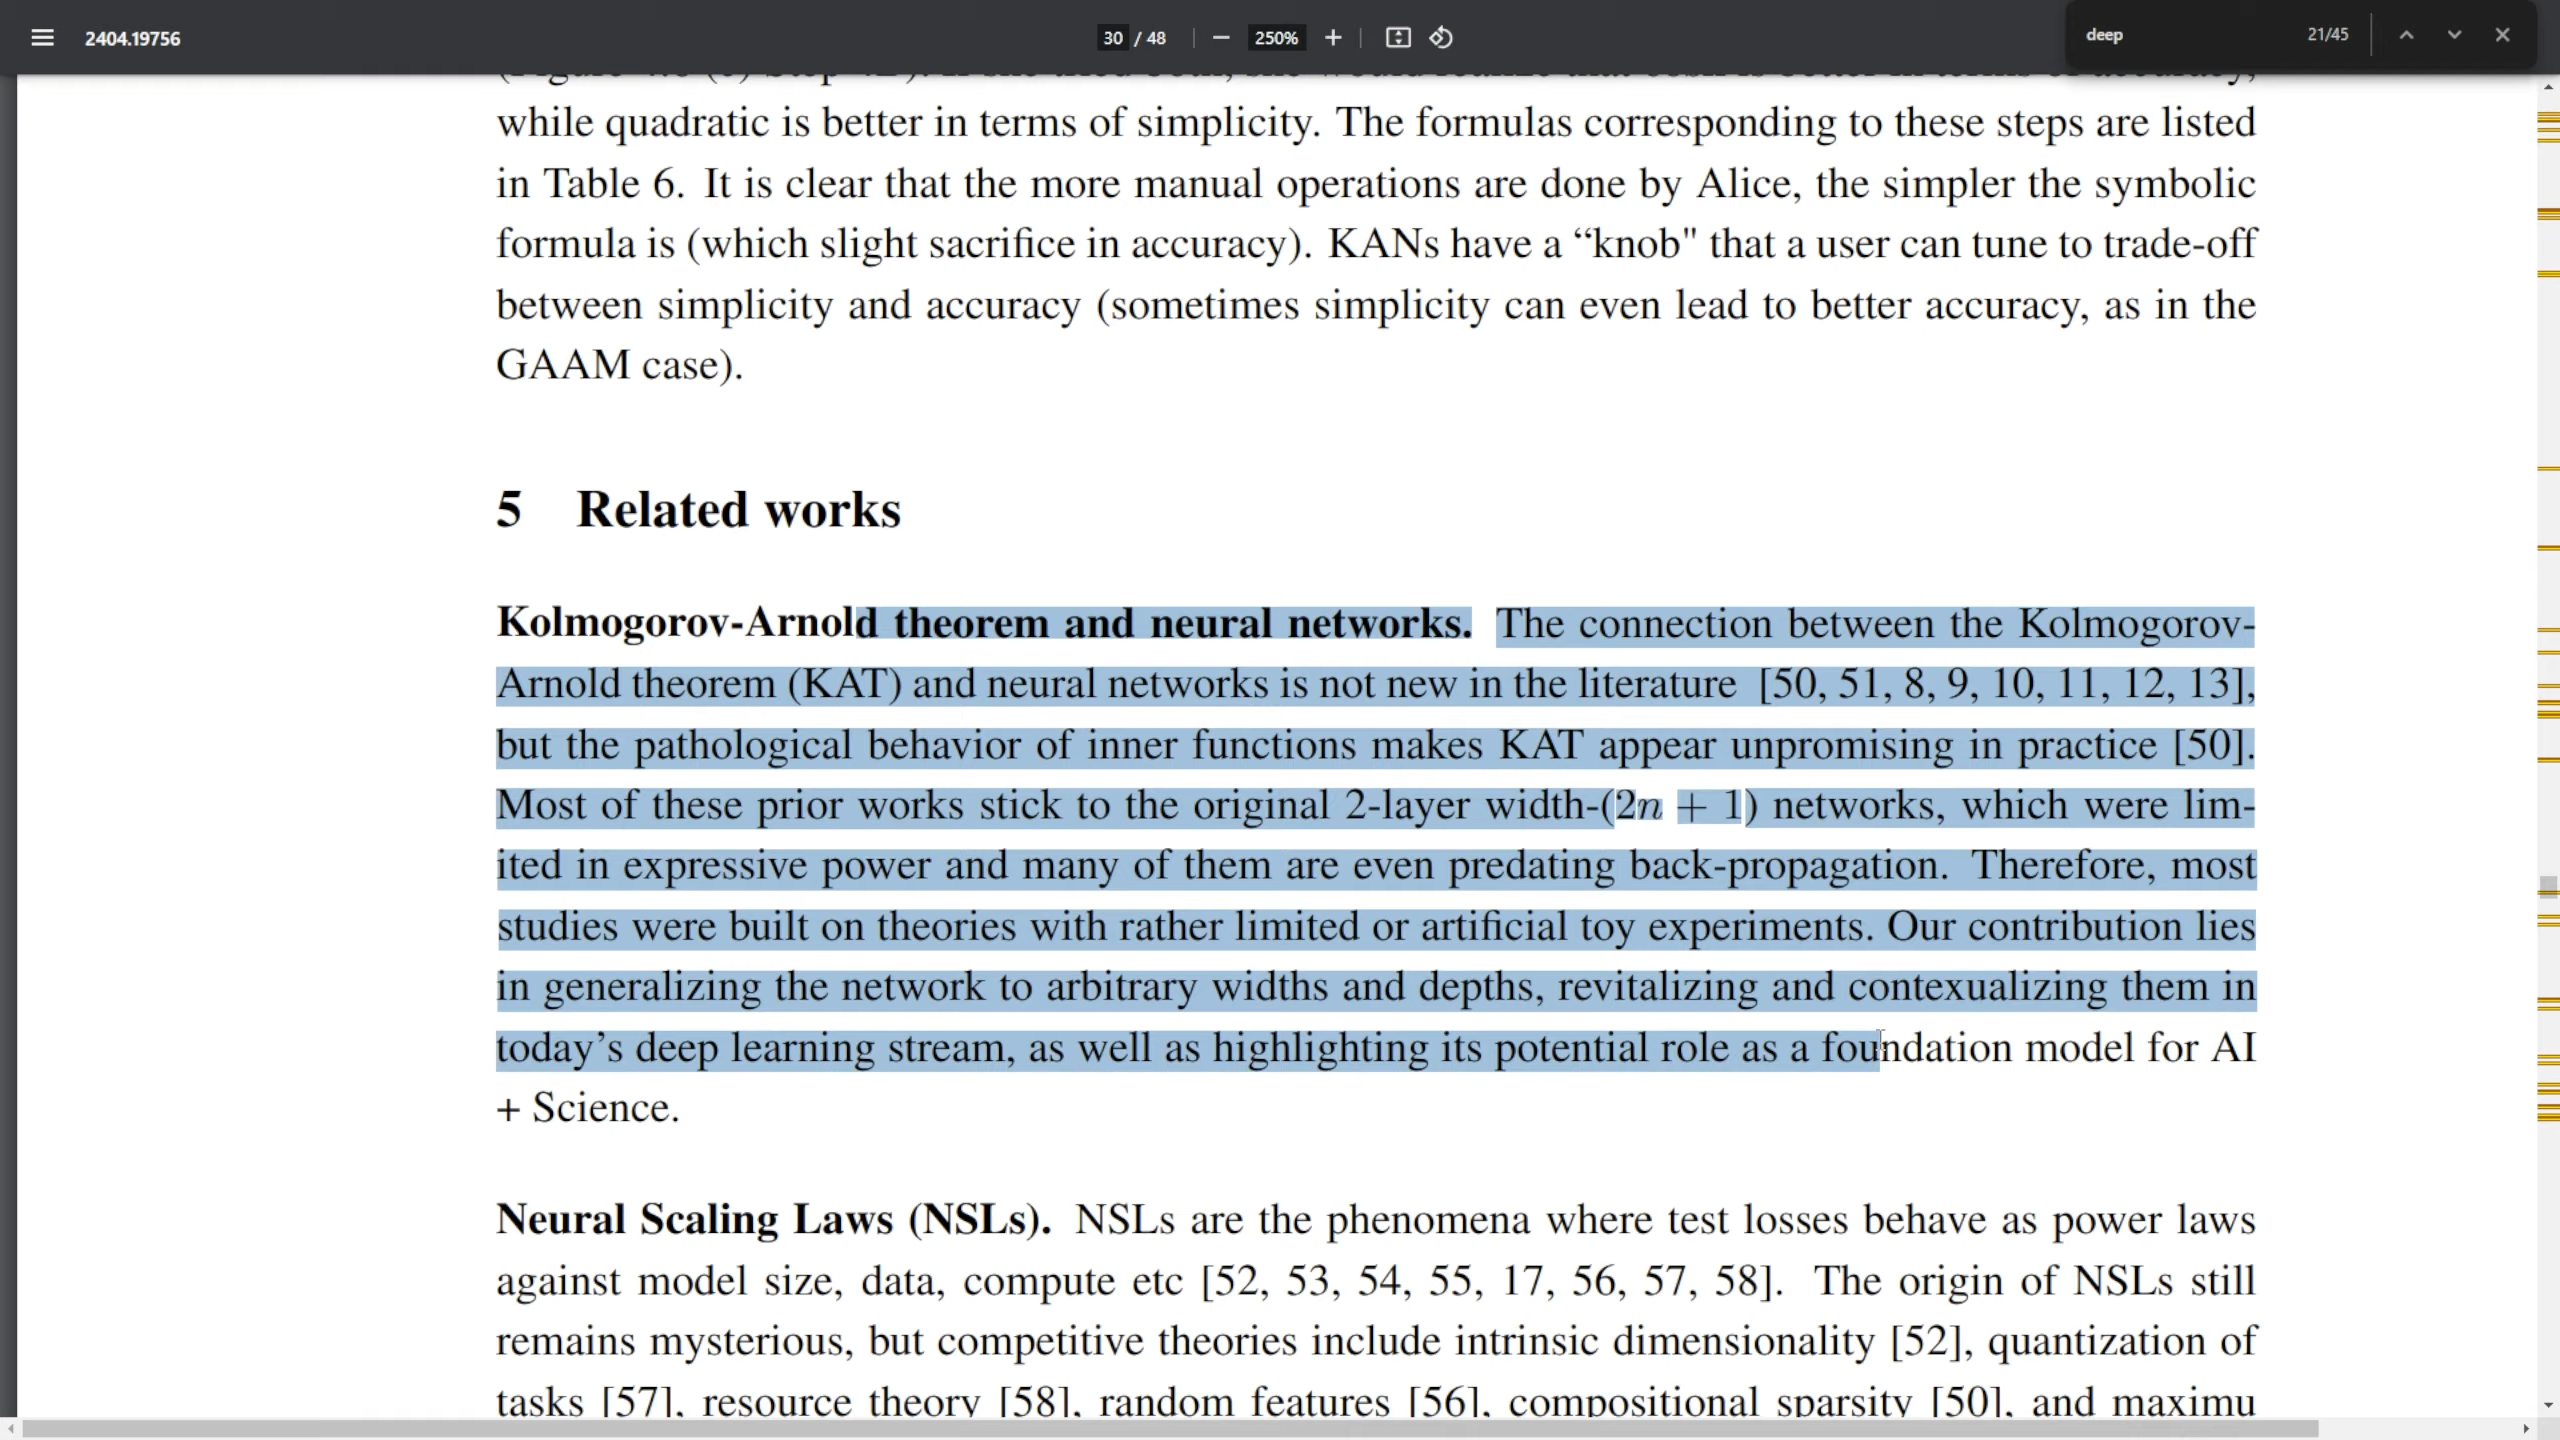 2404.19756
30 / 48
250%
deep
21/45
while quadratic is better in terms of simplicity. The formulas corresponding to these steps are listed
in Table 6. It is clear that the more manual operations are done by Alice, the simpler the symbolic
formula is (which slight sacrifice in accuracy). KANs have a “knob" that a user can tune to trade-off
between simplicity and accuracy (sometimes simplicity can even lead to better accuracy, as in the
GAAM case).
5 Related works
Kolmogorov-Arnold theorem and neural networks. The connection between the Kolmogorov-
Arnold theorem (KAT) and neural networks is not new in the literature [50, 51, 8, 9, 10, 11, 12, 13],
but the pathological behavior of inner functions makes KAT appear unpromising in practice [50].
Most of these prior works stick to the original 2-layer width-(2n + 1) networks, which were lim-
ited in expressive power and many of them are even predating back-propagation. Therefore, most
studies were built on theories with rather limited or artificial toy experiments. Our contribution lies
in generalizing the network to arbitrary widths and depths, revitalizing and contexualizing them in
today’s deep learning stream, as well as highlighting its potential role as a foundation model for AI
+ Science.
Neural Scaling Laws (NSLs). NSLs are the phenomena where test losses behave as power laws
against model size, data, compute etc [52, 53, 54, 55, 17, 56, 57, 58]. The origin of NSLs still
remains mysterious, but competitive theories include intrinsic dimensionality [52], quantization of
tasks [57], resource theory [58], random features [56], compositional sparsity [50], and maximu